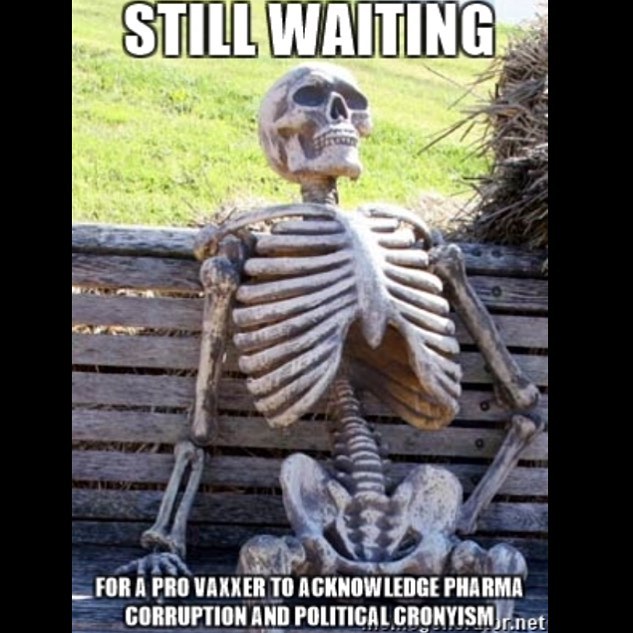 STILL WAITING
FOR A PRO VAXXER TO ACKNOWLEDGE PHARMA
CORRUPTION AND POLITICAL CRONYISM